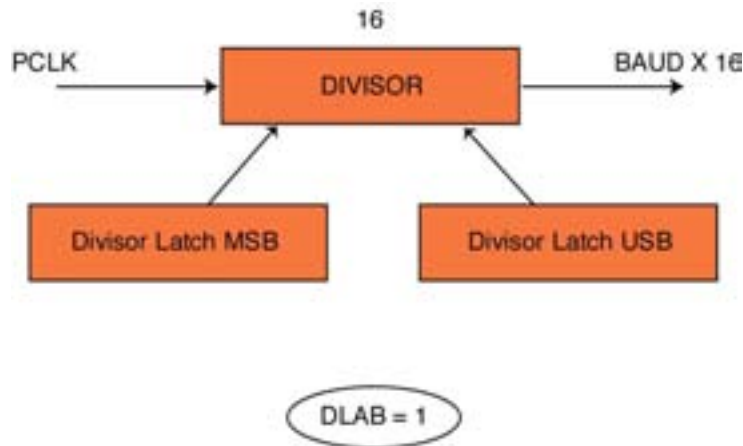 16
PCLK
DIVISOR
BAUD X 16
Divisor Latch MSB
Divisor Latch USB
DLAB = 1